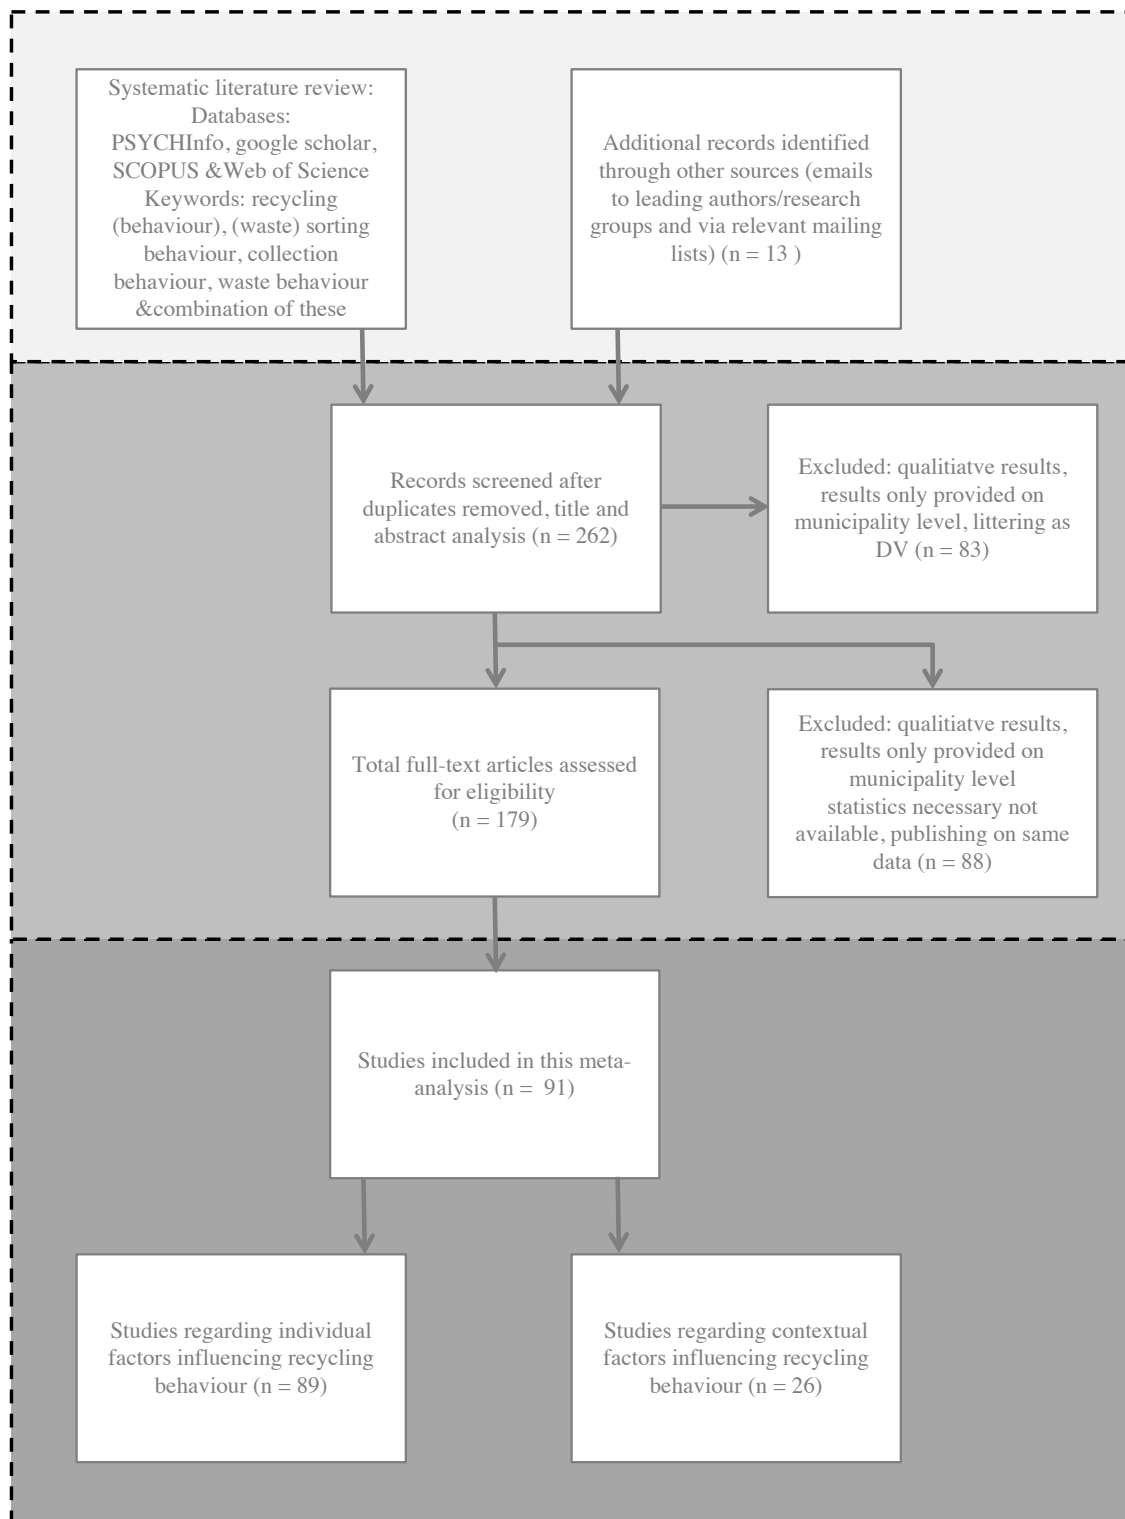 Systematic literature review:
Databases:
PSYCHInfo, google scholar,
SCOPUS &Web of Science
Keywords: recycling
(behaviour), (waste) sorting
behaviour, collection
behaviour, waste behaviour
&combination of these
Additional records identified
through other sources (emails
to leading authors/research
groups and via relevant mailing
lists) (n = 13 )
Records screened after
duplicates removed, title and
abstract analysis (n = 262)
Excluded: qualitiatve results,
results only provided on
municipality level, littering as
DV (n = 83)
Total full-text articles assessed
for eligibility
(n = 179)
Excluded: qualitiatve results,
results only provided on
municipality level
statistics necessary not
available, publishing on same
data (n = 88)
Studies included in this meta-
analysis (n =  91)
Studies regarding individual
factors influencing recycling
behaviour (n = 89)
Studies regarding contextual
factors influencing recycling
behaviour (n = 26)